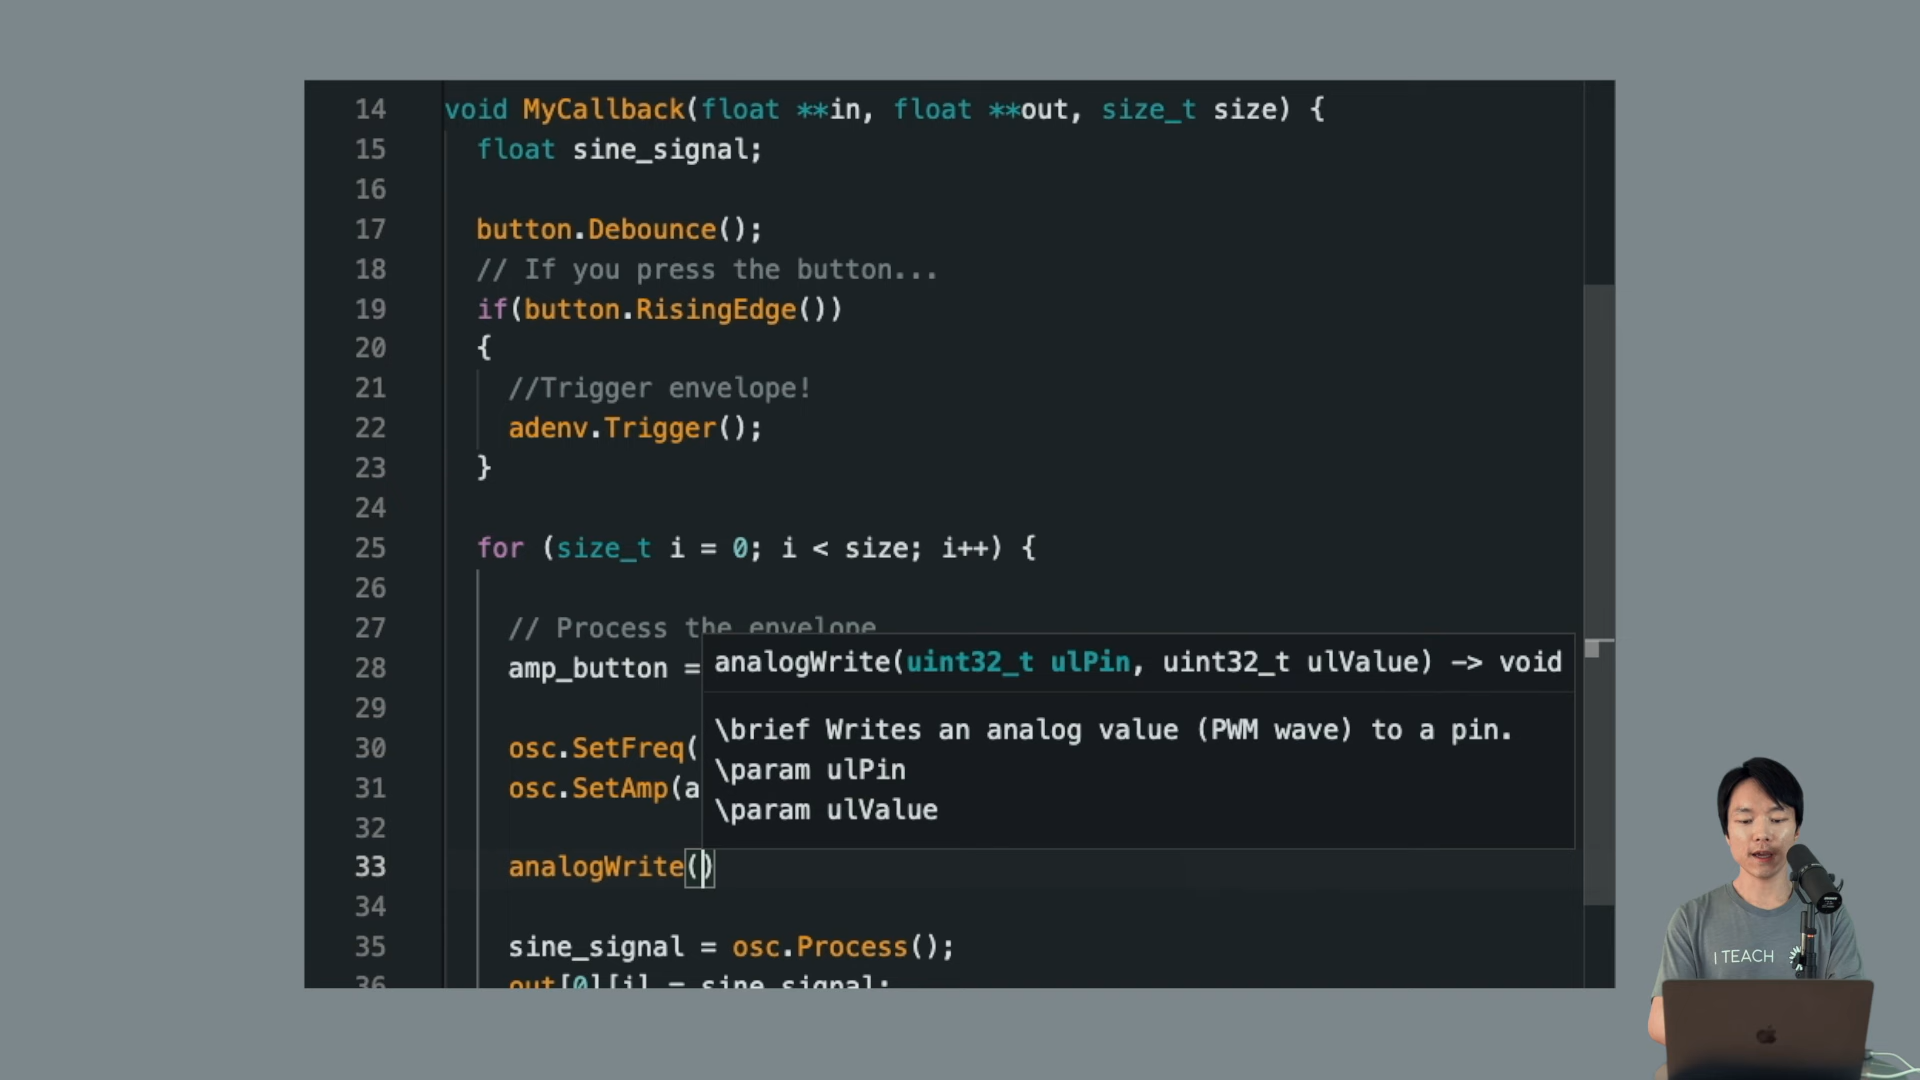 14 void MyCallback(float **in, float **out, size_t size) {
15 float sine_signal;
16
17 button.Debounce();
18 // If you press the button...
19 if(button.RisingEdge())
20 {
21 //Trigger envelope!
22 adenv.Trigger();
23 }
24
25 for (size_t i = 0; i < size; i++) {
26
27 // Process the envelope
28 amp_button =
29
30 osc.SetFreq(
31 osc.SetAmp(a
32
33 analogWrite()
34
35 sine_signal = osc.Process();
36 out[0][i] = sine_signal;
analogWrite(uint32_t ulPin, uint32_t ulValue) -> void
\brief Writes an analog value (PWM wave) to a pin.
\param ulPin
\param ulValue
I TEACH